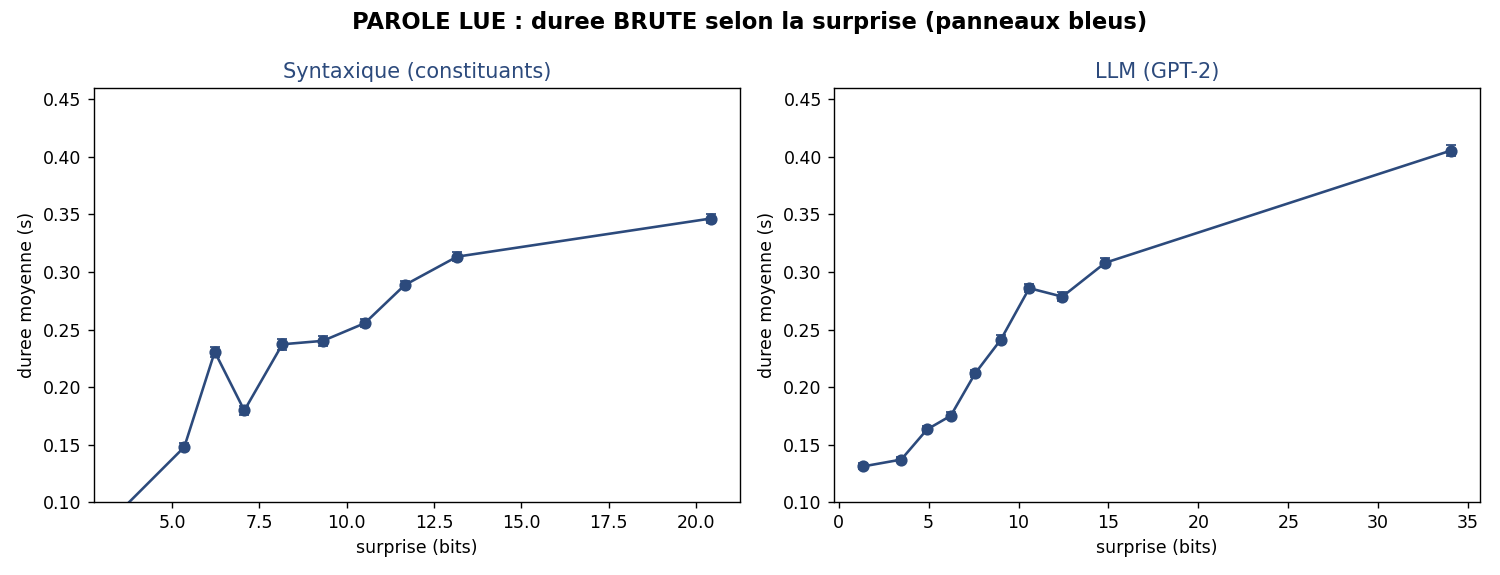 PAROLE LUE : duree BRUTE selon la surprise (panneaux bleus)
Syntaxique (constituants)
0.45
0.40
0.35
0.30
0.25
0.20
0.15
0.10
duree moyenne (s)
5.0 7.5 10.0 12.5 15.0 17.5 20.0
surprise (bits)
LLM (GPT-2)
0.45
0.40
0.35
0.30
0.25
0.20
0.15
0.10
duree moyenne (s)
0 5 10 15 20 25 30 35
surprise (bits)